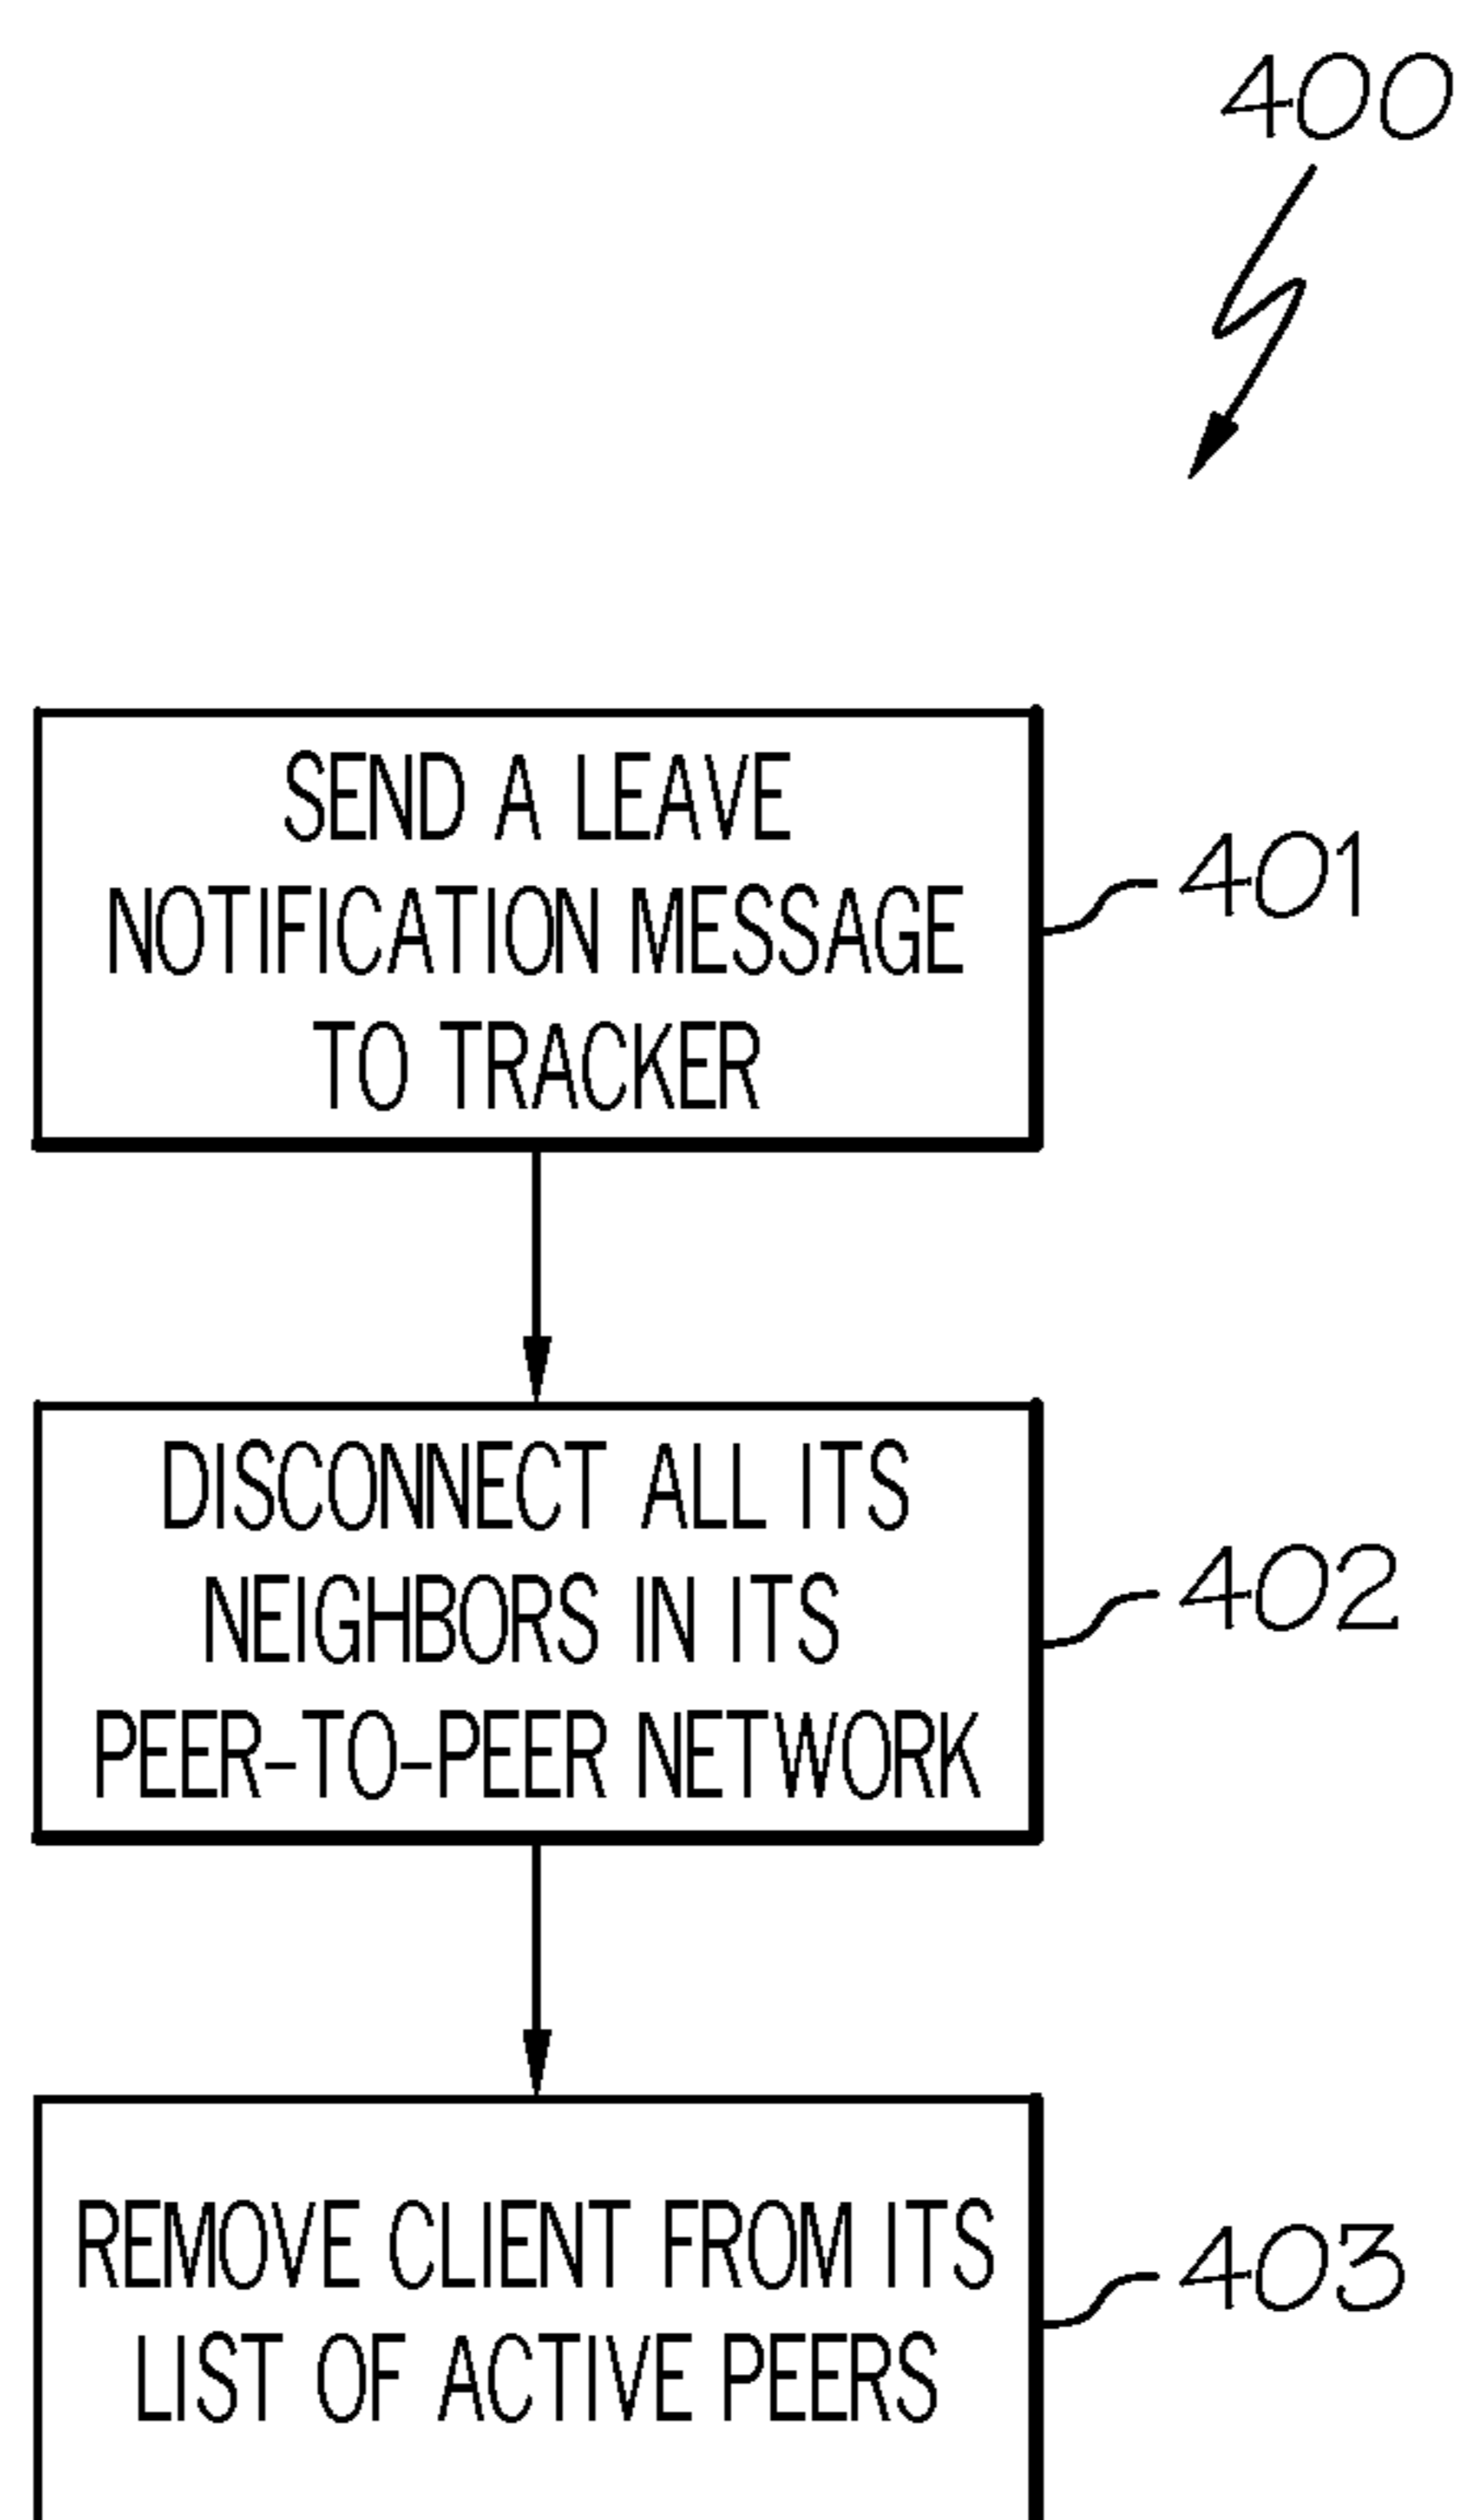 400
SEND A LEAVE
NOTIFICATION MESSAGE
TO TRACKER
401
DISCONNECT ALL ITS
NEIGHBORS IN ITS
PEER-TO-PEER NETWORK
402
REMOVE CLIENT FROM ITS
LIST OF ACTIVE PEERS
403